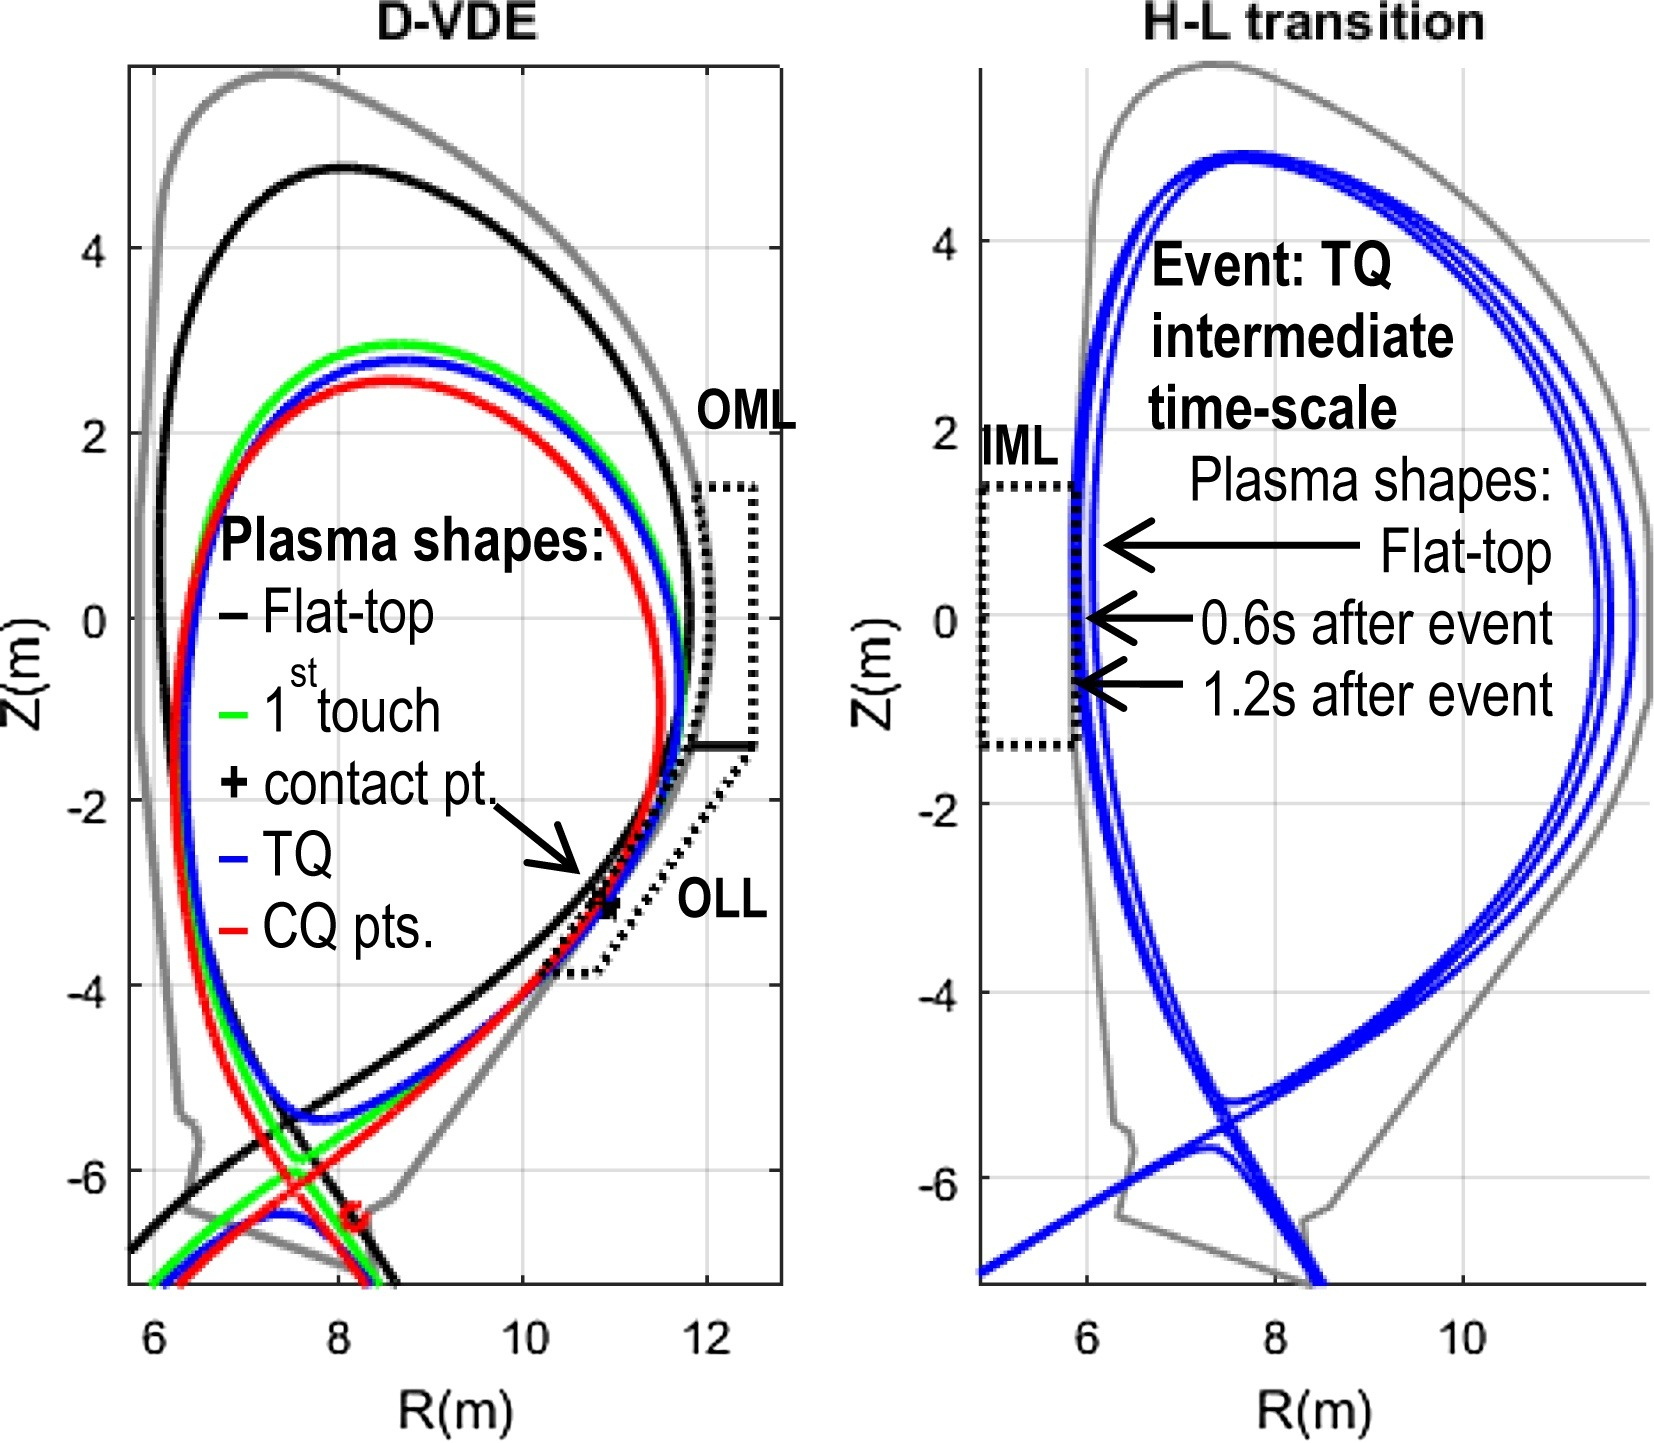 D-VDE
4
2
0
-2
-4
-6
Z(m)
6
8
10
12
R(m)
OML
OLL
Plasma shapes:
Flat-top
1st touch
+ contact pt.
TQ
CQ pts.
H-L transition
4
2
0
-2
-4
-6
Z(m)
6
8
10
R(m)
IML
Event: TQ
intermediate
time-scale
Plasma shapes:
Flat-top
0.6s after event
1.2s after event